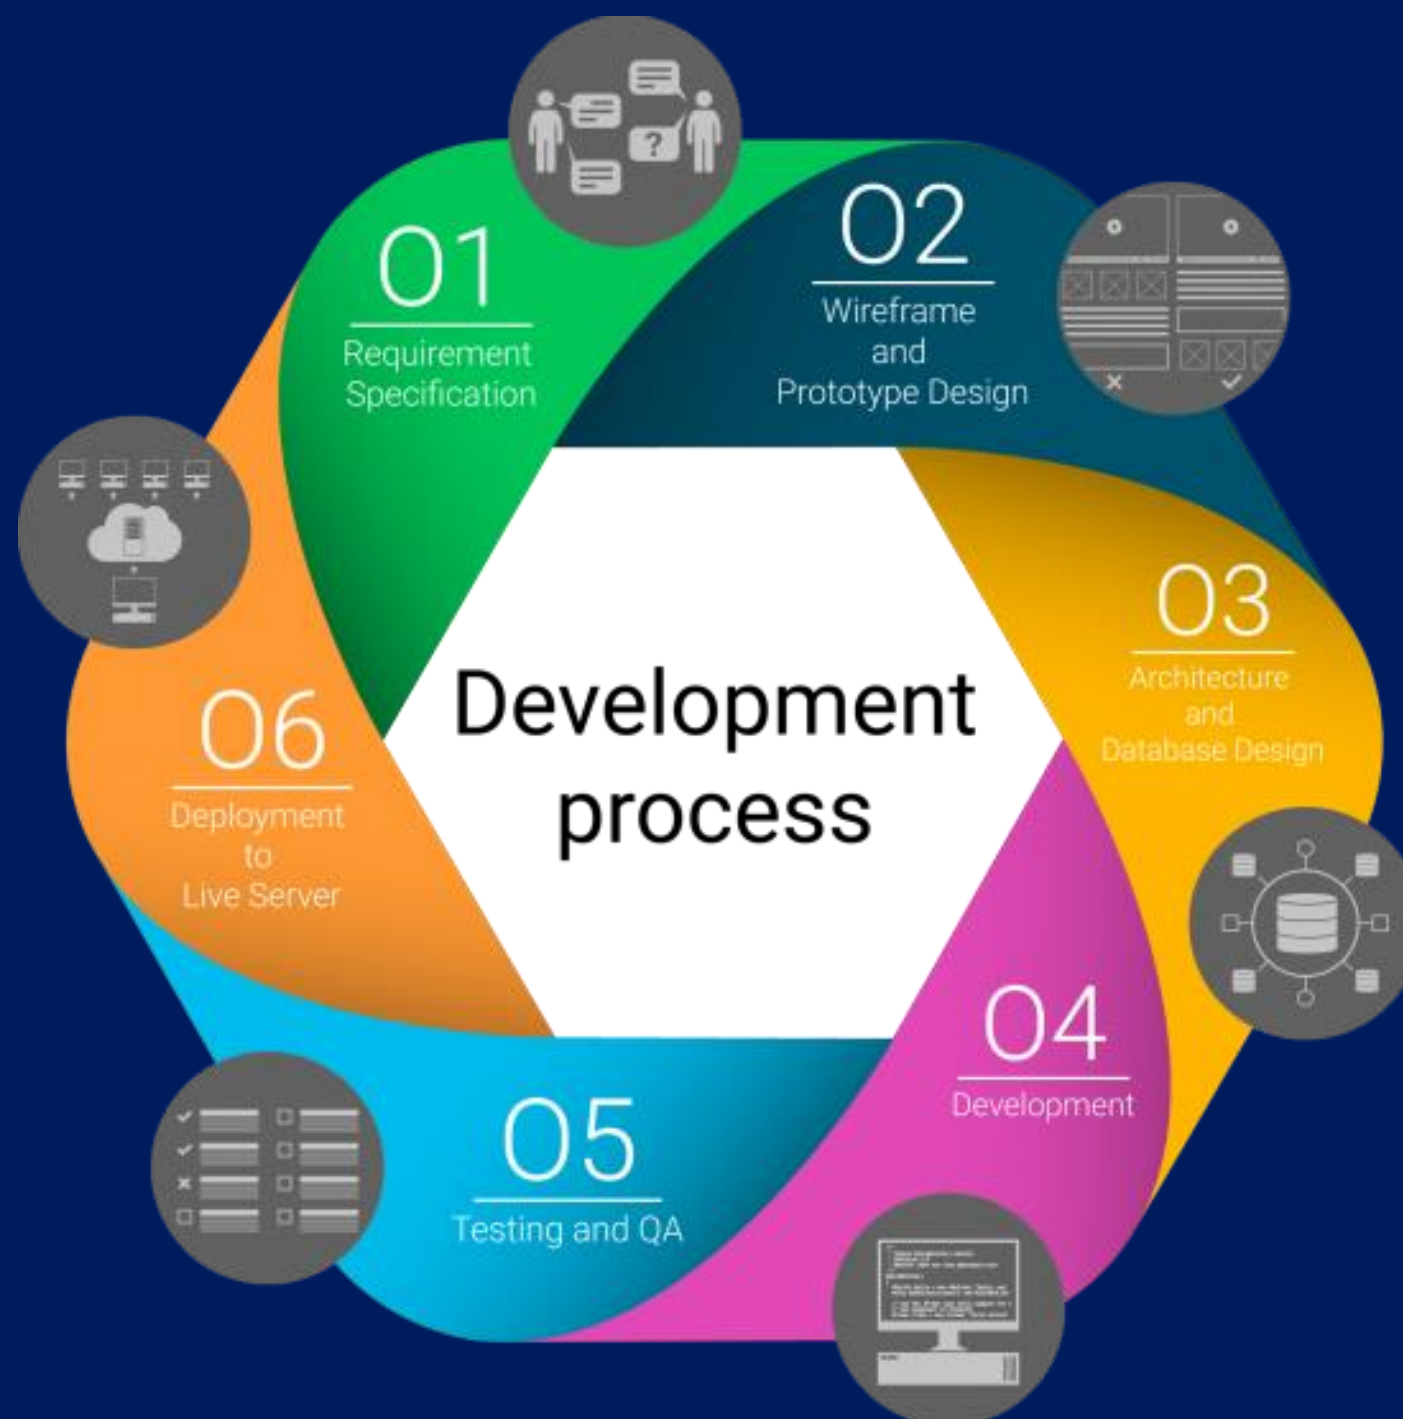 01
Requirement
Specification
02
Wireframe
and
Prototype Design
03
Architecture
and
Database Design
04
Development
05
Testing and QA
06
Deployment
to
Live Server
Development
process
?